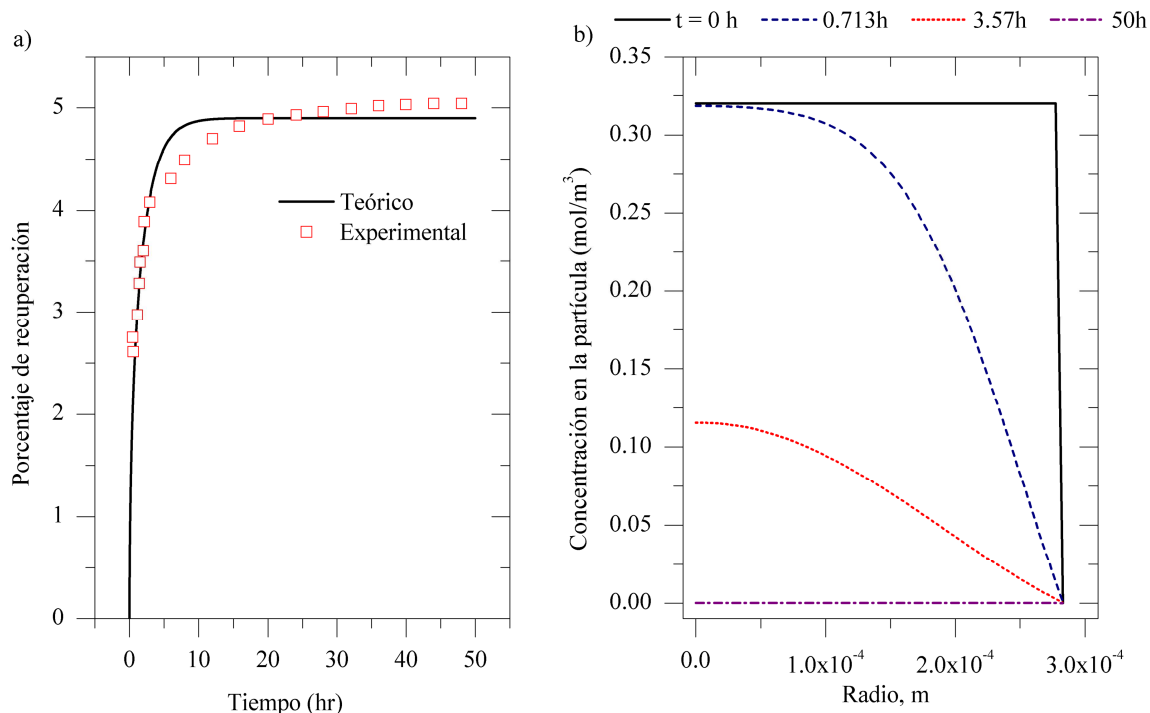 a)
Porcentaje de recuperación
5
4
3
2
1
0
Teórico
Experimental
0 10 20 30 40 50
Tiempo (hr)
b)
t = 0 h 0.713h 3.57h 50h
Concentración en la partícula (mol/m³)
0.35
0.30
0.25
0.20
0.15
0.10
0.05
0.00
0.0 1.0x10⁻⁴ 2.0x10⁻⁴ 3.0x10⁻⁴
Radio, m